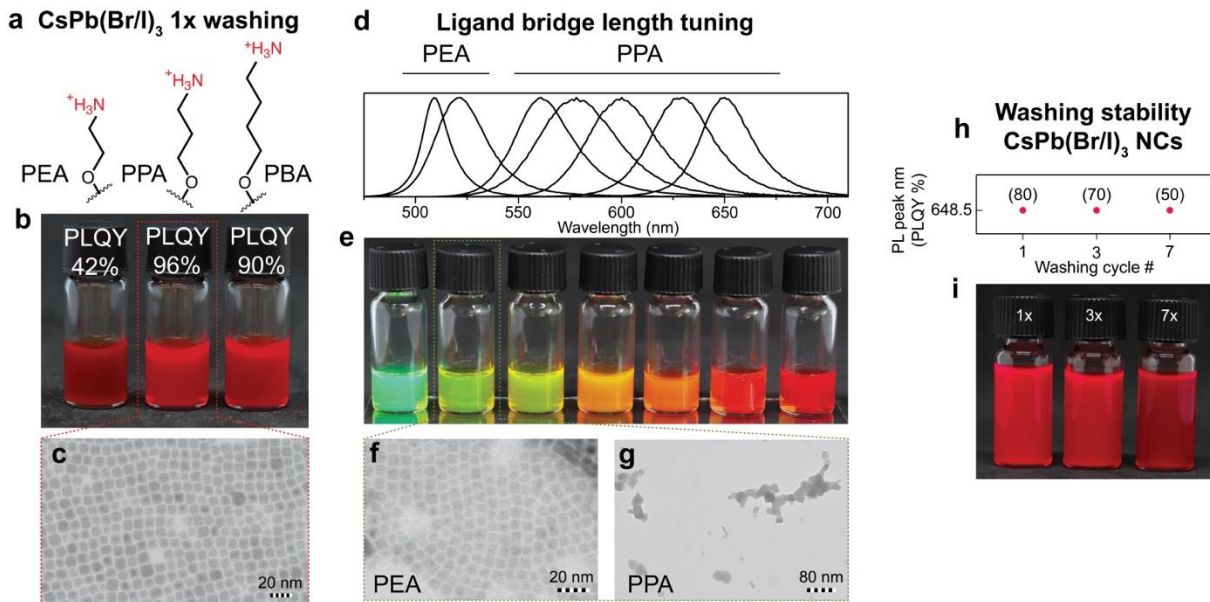 a CsPb(Br/I)₃ 1x washing
⁺H₃N
⁺H₃N
⁺H₃N
O
O
O
PEA
PPA
PBA
b
PLQY
42%
PLQY
96%
PLQY
90%
c
20 nm
d Ligand bridge length tuning
PEA
PPA
500
550
600
650
700
Wavelength (nm)
e
f
PEA
20 nm
g
PPA
80 nm
h
Washing stability
CsPb(Br/I)₃ NCs
PL peak nm
(PLQY %)
648.5
(80)
(70)
(50)
1
3
7
Washing cycle #
i
1x
3x
7x